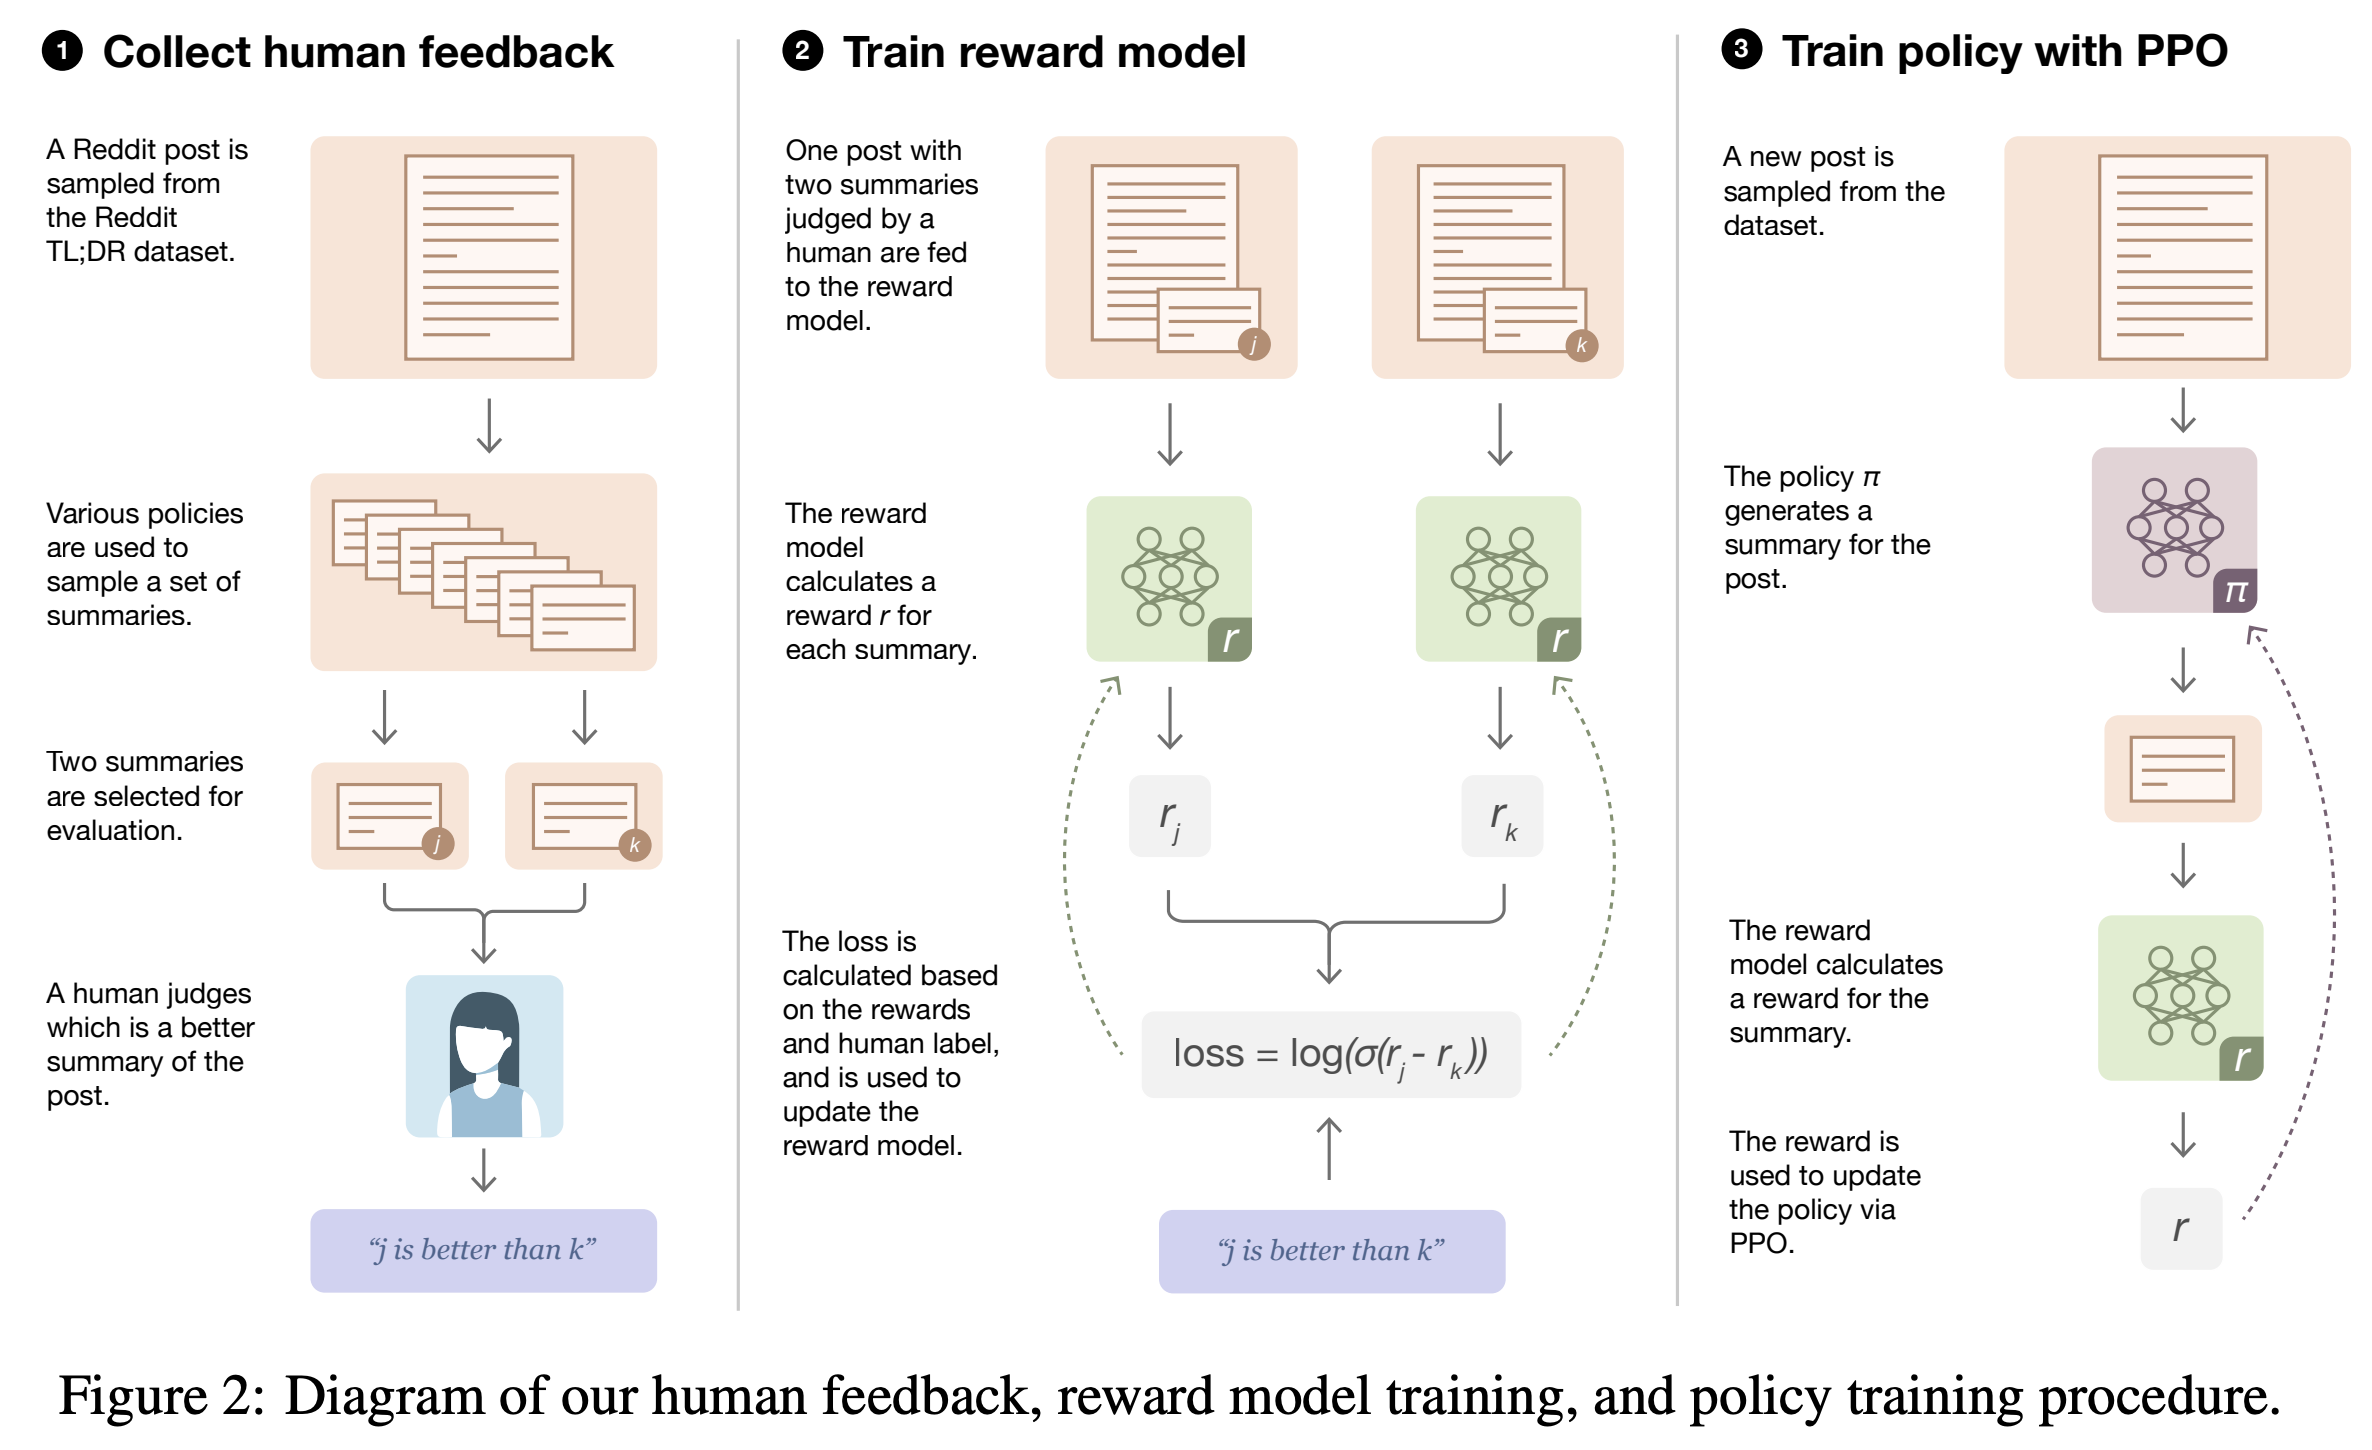 1 Collect human feedback
A Reddit post is
sampled from
the Reddit
TL;DR dataset.
Various policies
are used to
sample a set of
summaries.
Two summaries
are selected for
evaluation.
j
k
A human judges
which is a better
summary of the
post.
“j is better than k”
2 Train reward model
One post with
two summaries
judged by a
human are fed
to the reward
model.
j
k
The reward
model
calculates a
reward r for
each summary.
r
r
r_j
r_k
The loss is
calculated based
on the rewards
and human label,
and is used to
update the
reward model.
loss = log(σ(r_j - r_k))
“j is better than k”
3 Train policy with PPO
A new post is
sampled from the
dataset.
The policy π
generates a
summary for the
post.
π
The reward
model calculates
a reward for the
summary.
r
The reward is
used to update
the policy via
PPO.
r
Figure 2: Diagram of our human feedback, reward model training, and policy training procedure.